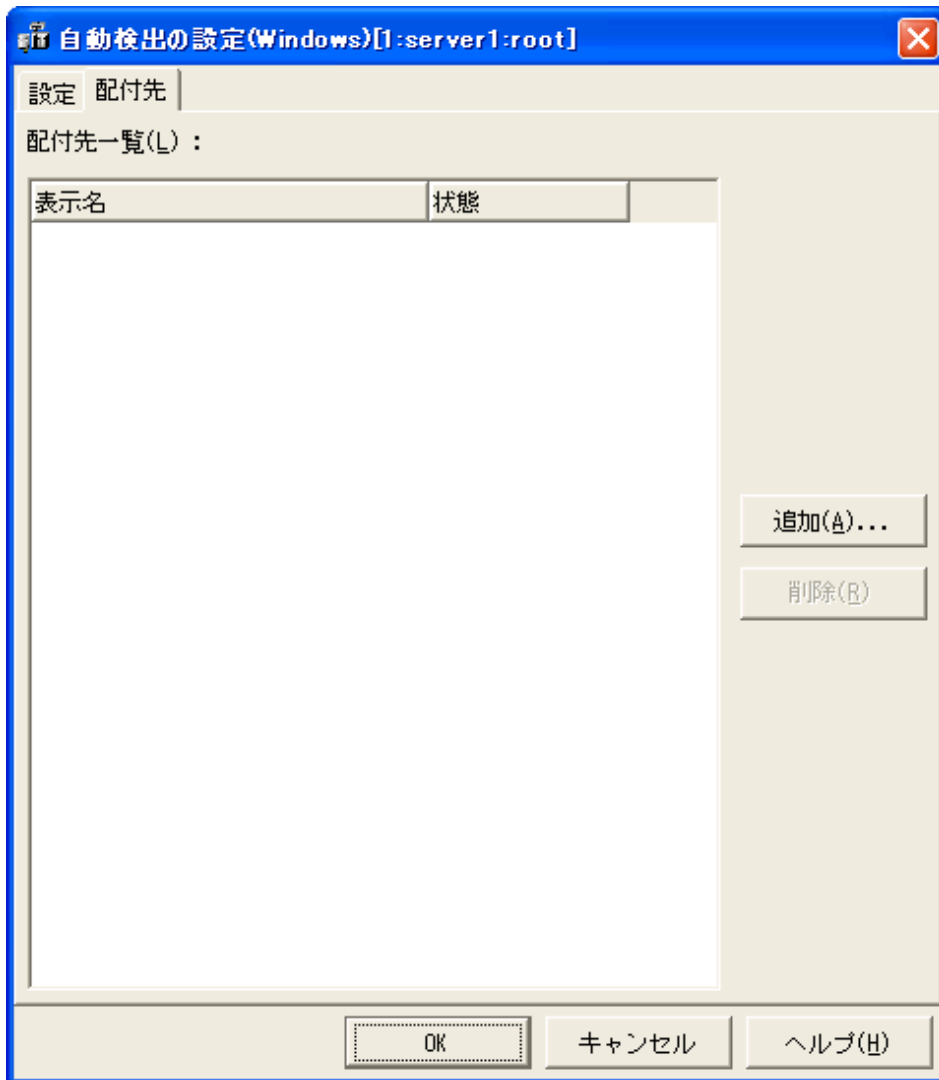 自動検出の設定(Windows)[1:server1:root]
設定 配付先
配付先一覧(L)：
表示名 状態
追加(A)...
削除(R)
OK キャンセル ヘルプ(H)